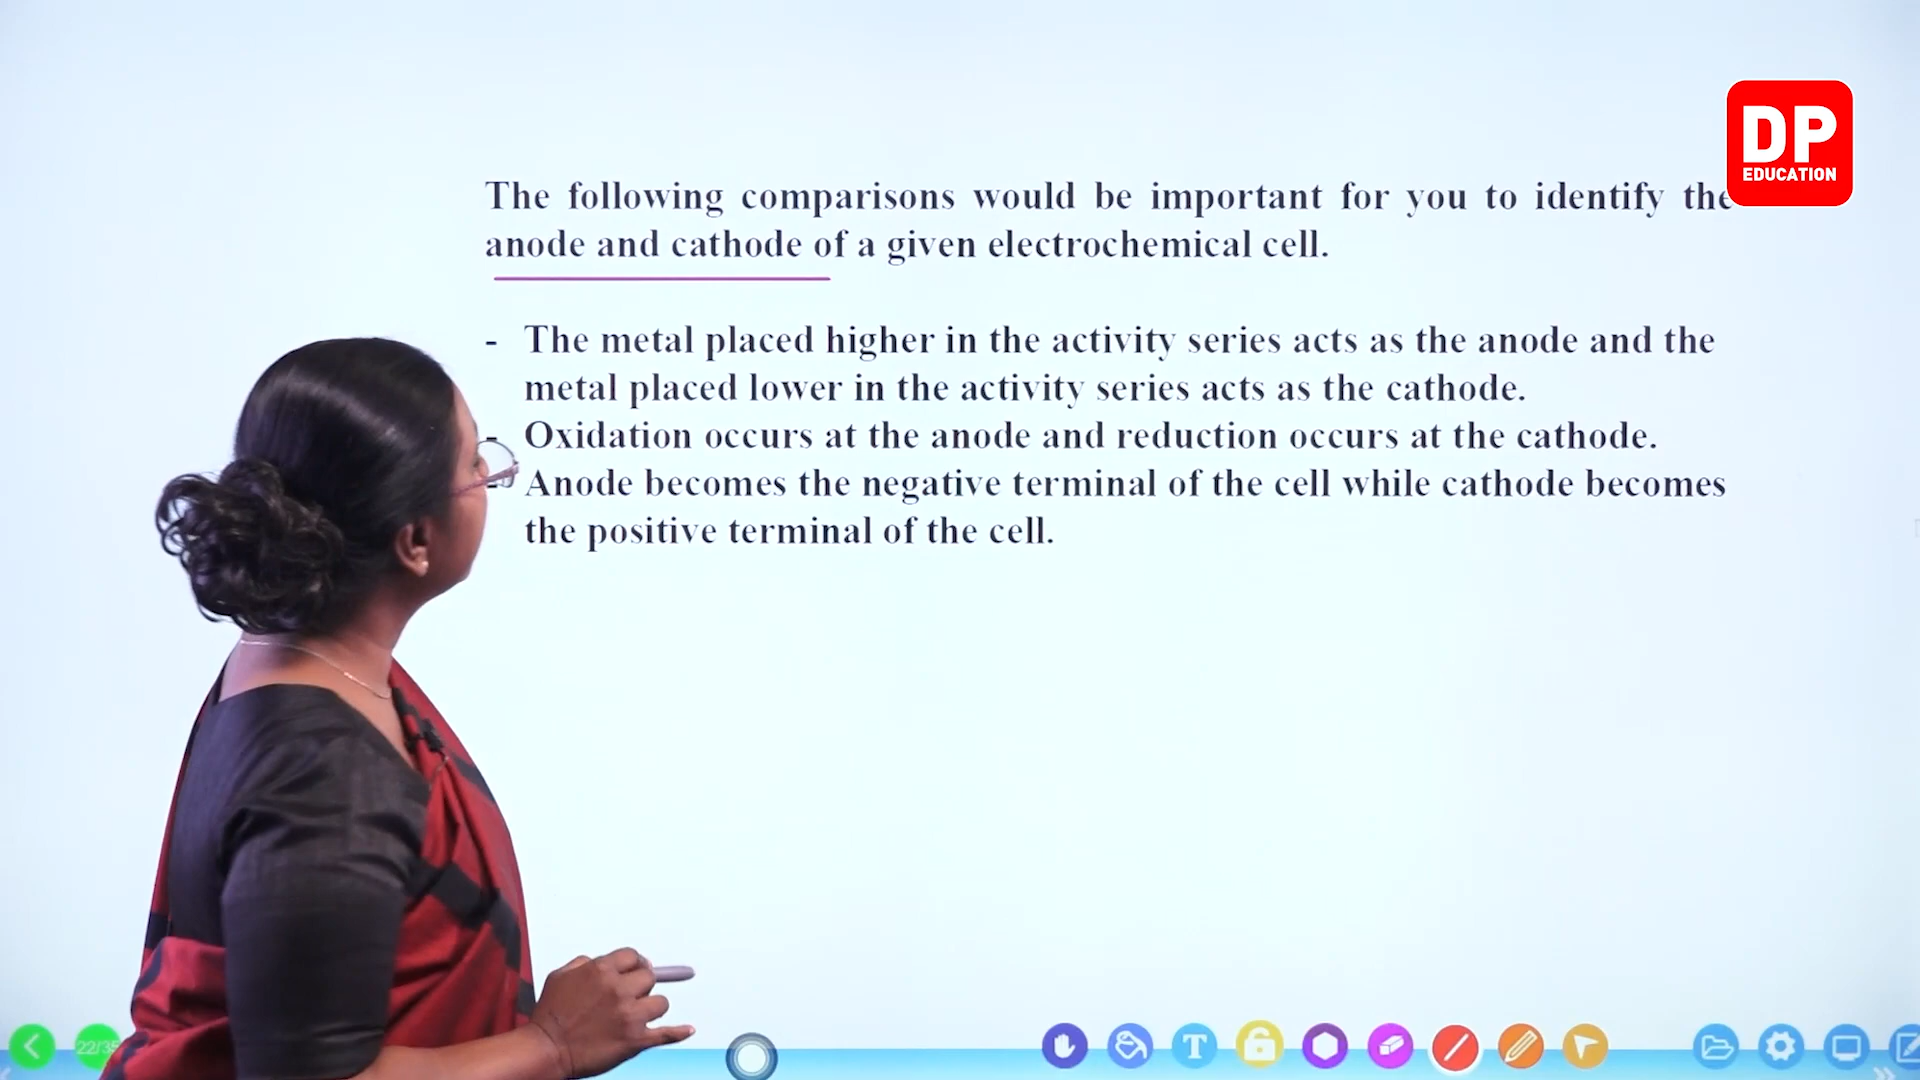 DP
EDUCATION
The following comparisons would be important for you to identify the
anode and cathode of a given electrochemical cell.
- The metal placed higher in the activity series acts as the anode and the
metal placed lower in the activity series acts as the cathode.
- Oxidation occurs at the anode and reduction occurs at the cathode.
- Anode becomes the negative terminal of the cell while cathode becomes
the positive terminal of the cell.
22/35
T